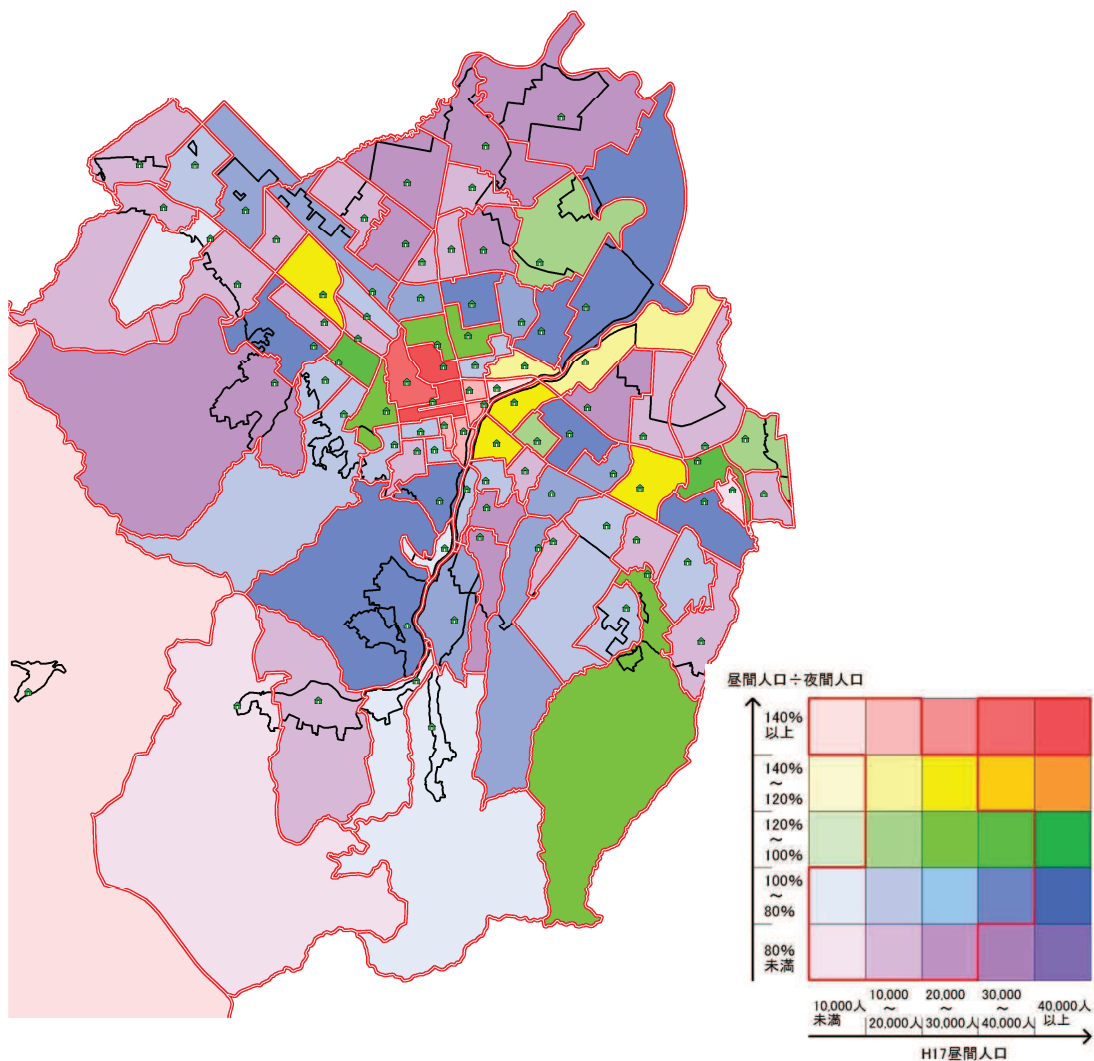 昼間人口÷夜間人口
140%
以上
140%
～
120%
120%
～
100%
100%
～
80%
80%
未満
10,000人
未満
10,000
～
20,000人
20,000
～
30,000人
30,000
～
40,000人
40,000人
以上
H17昼間人口